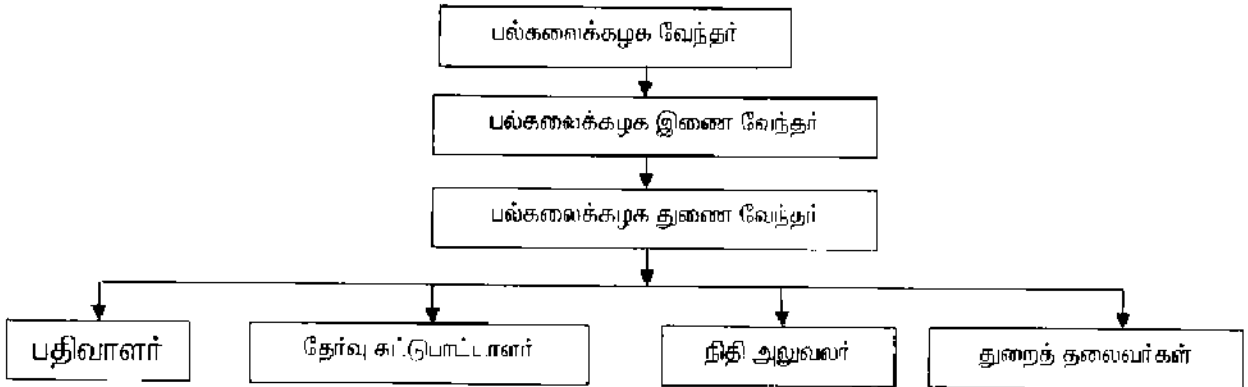 பல்கலைக்கழக வேந்தர்
பல்கலைக்கழக இணை வேந்தர்
பல்கலைக்கழக துணை வேந்தர்
பதிவாளர்
தேர்வு கட்டுபாட்டாளர்
நிதி அலுவலர்
துறைத் தலைவர்கள்